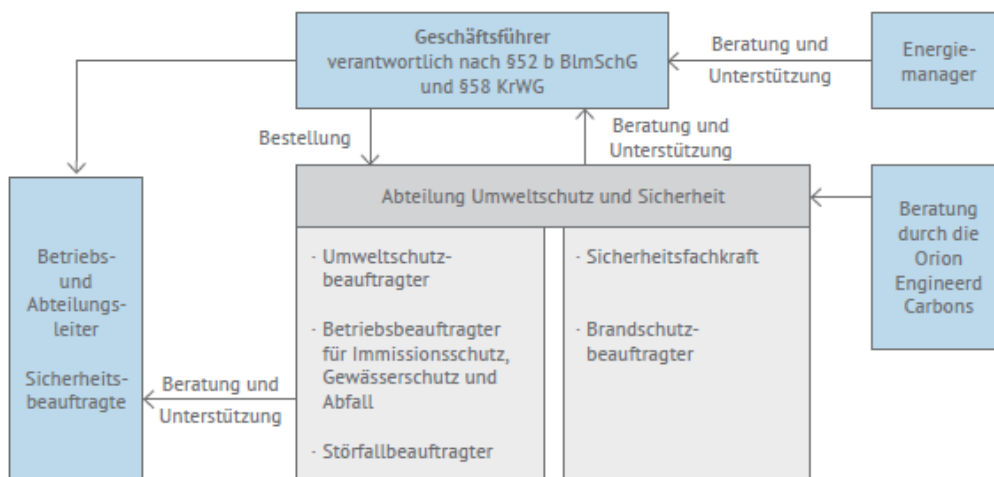 Geschäftsführer
verantwortlich nach §52 b BlmSchG
und §58 KrWG
Beratung und
Unterstützung
Energie-
manager
Bestellung
Beratung und
Unterstützung
Abteilung Umweltschutz und Sicherheit
· Umweltschutz-
beauftragter
· Betriebsbeauftragter
für Immissionsschutz,
Gewässerschutz und
Abfall
· Störfallbeauftragter
· Sicherheitsfachkraft
· Brandschutz-
beauftragter
Beratung
durch die
Orion
Engineerd
Carbons
Betriebs-
und
Abteilungs-
leiter
Sicherheits-
beauftragte
Beratung und
Unterstützung